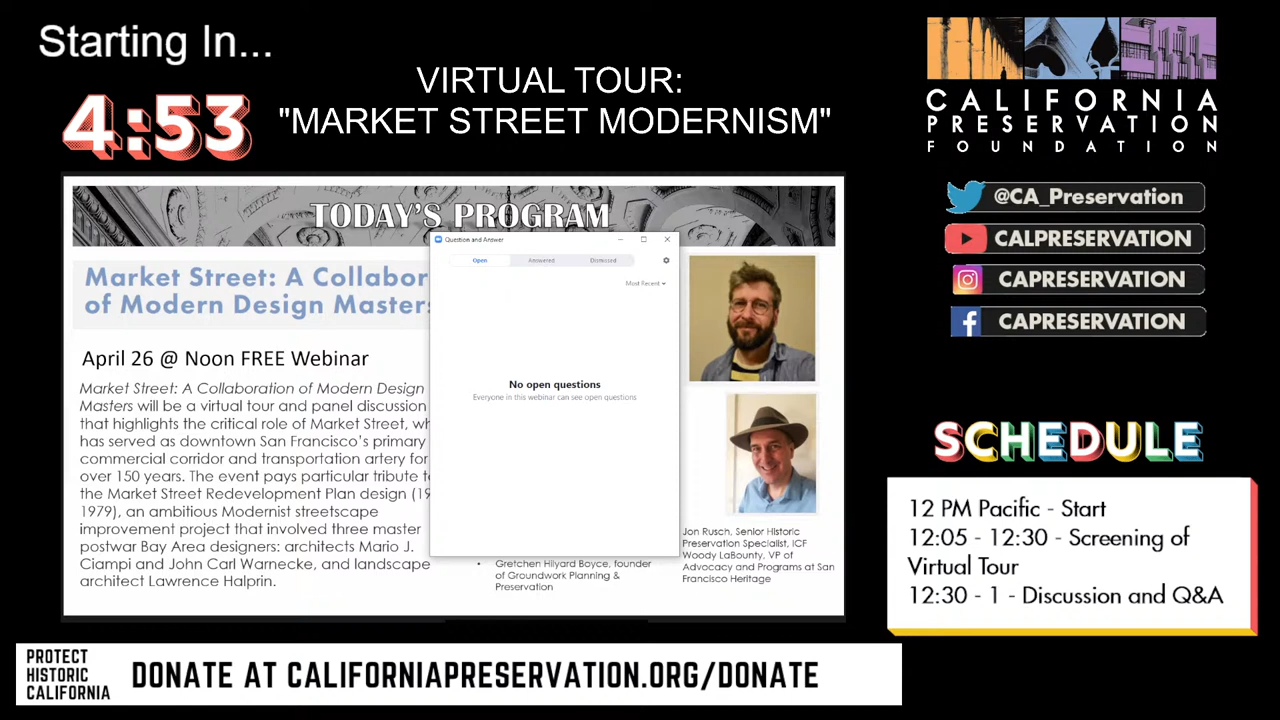 Starting In...
4:53
VIRTUAL TOUR:
"MARKET STREET MODERNISM"
CALIFORNIA
PRESERVATION
FOUNDATION
@CA_Preservation
CALPRESERVATION
CAPRESERVATION
CAPRESERVATION
TODAY'S PROGRAM
Market Street: A Collabor
of Modern Design Masters
April 26 @ Noon FREE Webinar
Market Street: A Collaboration of Modern Design
Masters will be a virtual tour and panel discussion
that highlights the critical role of Market Street, wh
has served as downtown San Francisco's primary
commercial corridor and transportation artery for
over 150 years. The event pays particular tribute t
the Market Street Redevelopment Plan design (19
1979), an ambitious Modernist streetscape
improvement project that involved three master
postwar Bay Area designers: architects Mario J.
Ciampi and John Carl Warnecke, and landscape
architect Lawrence Halprin.
Question and Answer
Open Answered Dismissed
Most Recent
No open questions
Everyone in this webinar can see open questions
• Gretchen Hilyard Boyce, founder
of Groundwork Planning &
Preservation
Jon Rusch, Senior Historic
Preservation Specialist, ICF
Woody LaBounty, VP of
Advocacy and Programs at San
Francisco Heritage
SCHEDULE
12 PM Pacific - Start
12:05 - 12:30 - Screening of
Virtual Tour
12:30 - 1 - Discussion and Q&A
PROTECT
HISTORIC
CALIFORNIA
DONATE AT CALIFORNIAPRESERVATION.ORG/DONATE